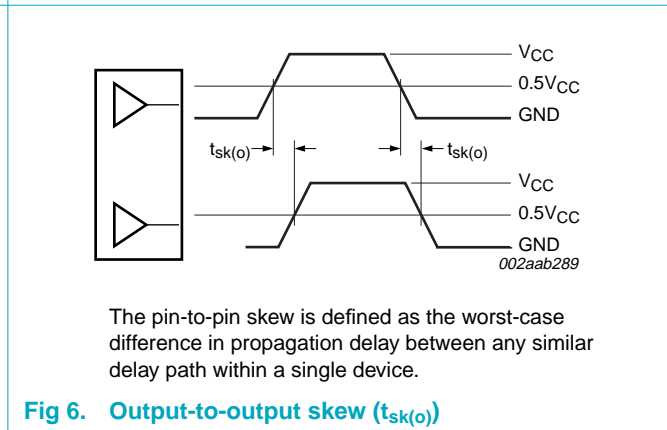 VCC
0.5VCC
GND
tsk(o)
tsk(o)
VCC
0.5VCC
GND
002aab289
The pin-to-pin skew is defined as the worst-case
difference in propagation delay between any similar
delay path within a single device.
Fig 6. Output-to-output skew (tsk(o))